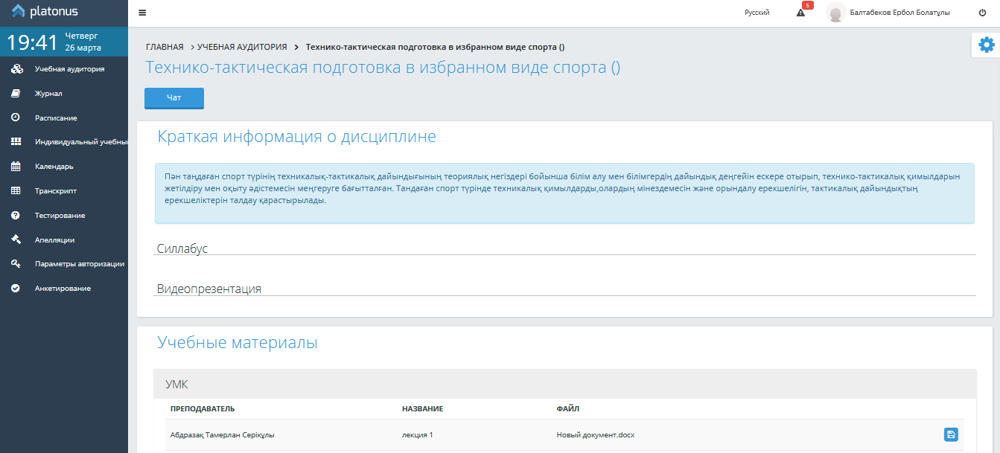 platonus
Русский
5
Балтабеков Ербол Болатұлы
19:41
Четверг
26 марта
Учебная аудитория
Журнал
Расписание
Индивидуальный учебны
Календарь
Транскрипт
Тестирование
Апелляции
Параметры авторизации
Анкетирование
ГЛАВНАЯ > УЧЕБНАЯ АУДИТОРИЯ > Технико-тактическая подготовка в избранном виде спорта ()
Технико-тактическая подготовка в избранном виде спорта ()
Чат
Краткая информация о дисциплине
Пән таңдаған спорт түрінің техникалық-тактикалық дайындығының теориялық негіздері бойынша білім алу мен білімгердің дайындық деңгейін ескере отырып, технико-тактикалық қимылдарын
жетілдіру мен оқыту әдістемесін меңгеруге бағытталған. Тандаған спорт түрінде техникалық қимылдарды,олардың мінездемесін және орындалу ерекшелігін, тактикалық дайындықтың
ерекшеліктерін талдау қарастырылады.
Силлабус
Видеопрезентация
Учебные материалы
УМК
ПРЕПОДАВАТЕЛЬ НАЗВАНИЕ ФАЙЛ
Абдразақ Тамерлан Серікұлы лекция 1 Новый документ.docx